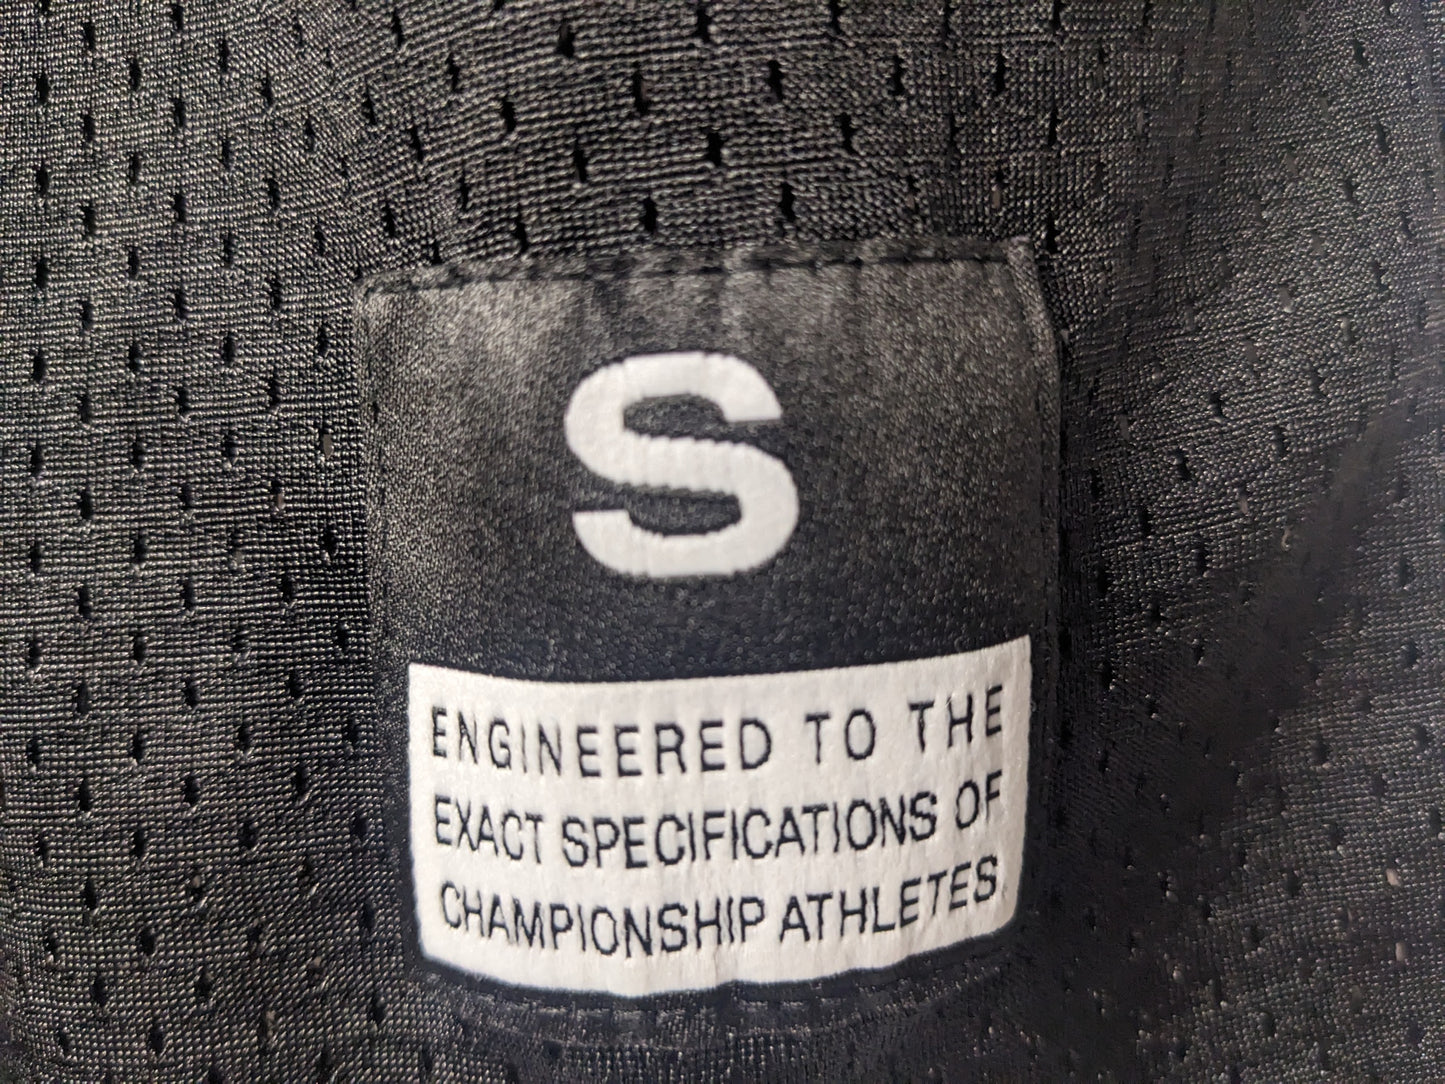 S
ENGINEERED TO THE
EXACT SPECIFICATIONS OF
CHAMPIONSHIP ATHLETES